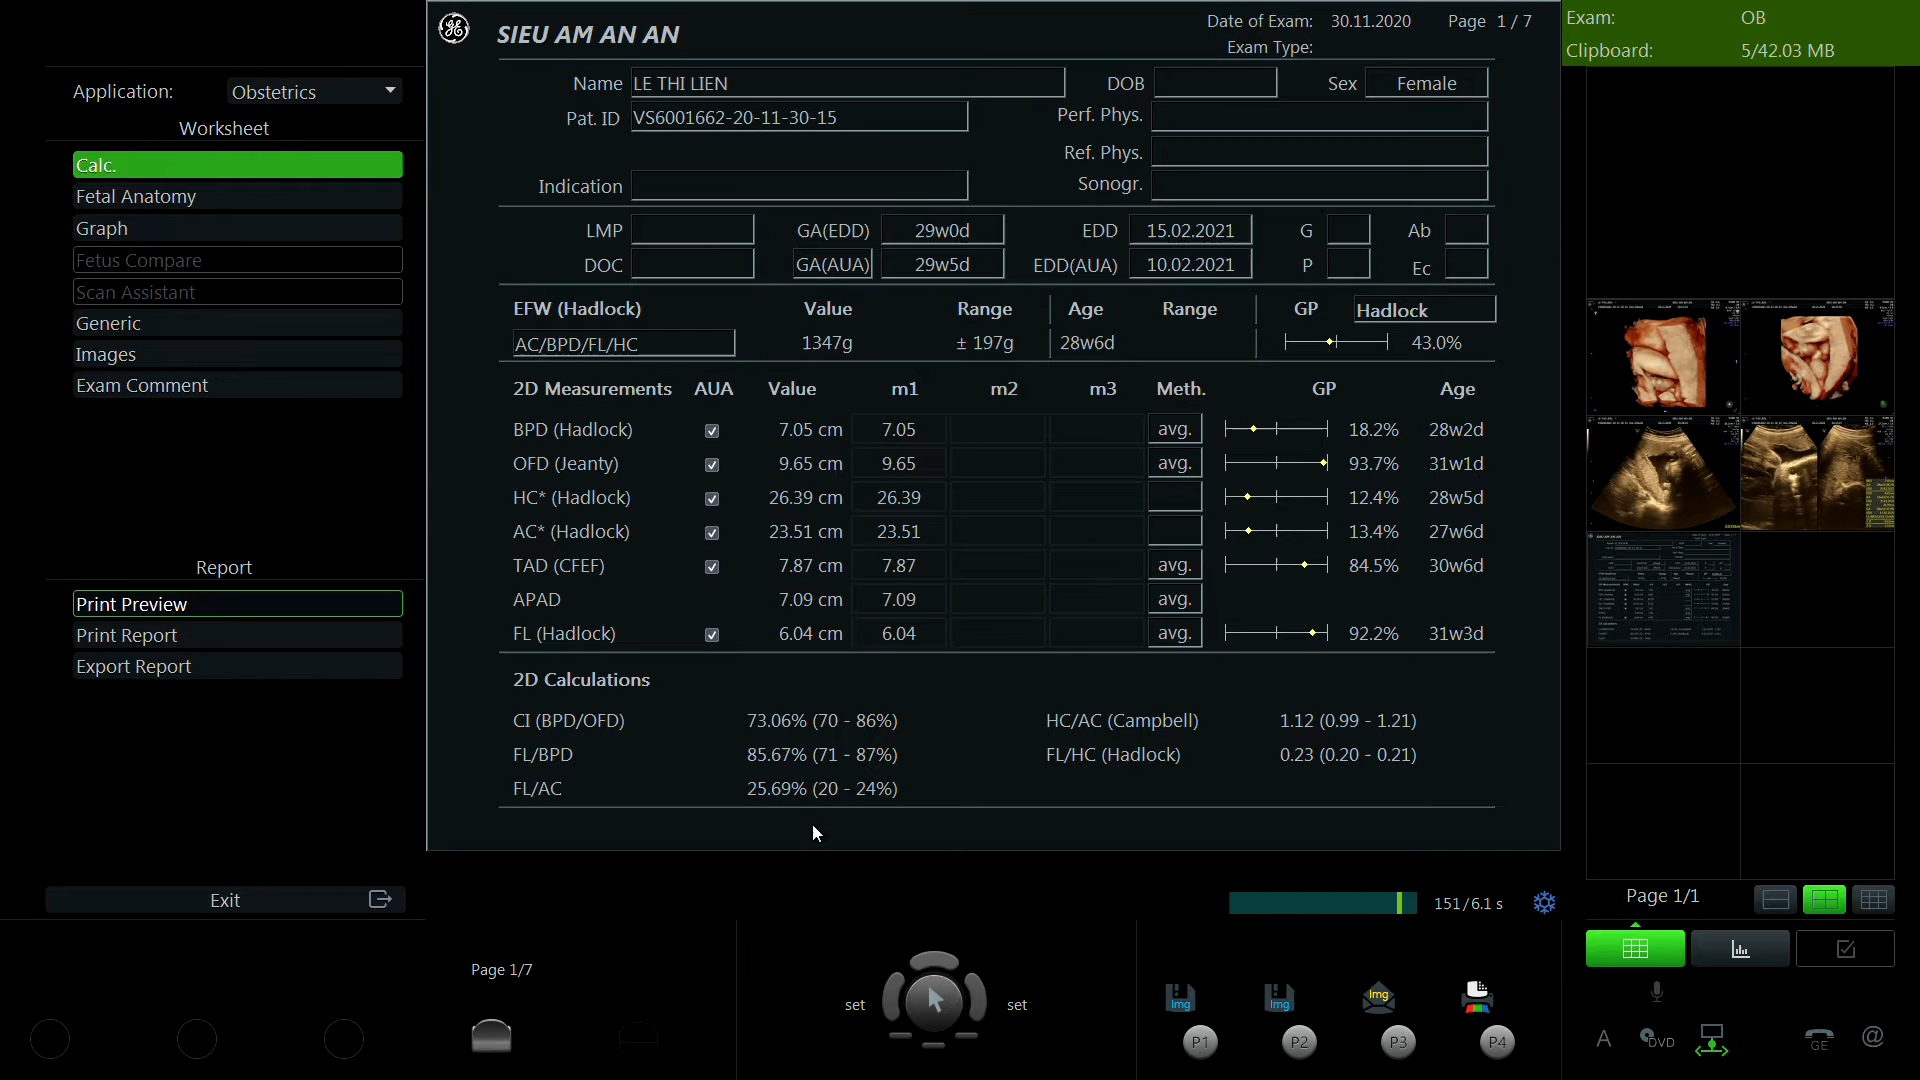 SIEU AM AN AN
Date of Exam: 30.11.2020 Page 1 / 7
Exam Type:
Exam: OB
Clipboard: 5/42.03 MB
Application: Obstetrics
Worksheet
Calc.
Fetal Anatomy
Graph
Fetus Compare
Scan Assistant
Generic
Images
Exam Comment
Report
Print Preview
Print Report
Export Report
Exit
Name LE THI LIEN DOB Sex Female
Pat. ID VS6001662-20-11-30-15 Perf. Phys.
Ref. Phys.
Indication Sonogr.
LMP GA(EDD) 29w0d EDD 15.02.2021 G Ab
DOC GA(AUA) 29w5d EDD(AUA) 10.02.2021 P Ec
EFW (Hadlock) Value Range Age Range GP Hadlock
AC/BPD/FL/HC 1347g ± 197g 28w6d 43.0%
2D Measurements AUA Value m1 m2 m3 Meth. GP Age
BPD (Hadlock) 7.05 cm 7.05 avg. 18.2% 28w2d
OFD (Jeanty) 9.65 cm 9.65 avg. 93.7% 31w1d
HC* (Hadlock) 26.39 cm 26.39 12.4% 28w5d
AC* (Hadlock) 23.51 cm 23.51 13.4% 27w6d
TAD (CFEF) 7.87 cm 7.87 avg. 84.5% 30w6d
APAD 7.09 cm 7.09 avg.
FL (Hadlock) 6.04 cm 6.04 avg. 92.2% 31w3d
2D Calculations
CI (BPD/OFD) 73.06% (70 - 86%) HC/AC (Campbell) 1.12 (0.99 - 1.21)
FL/BPD 85.67% (71 - 87%) FL/HC (Hadlock) 0.23 (0.20 - 0.21)
FL/AC 25.69% (20 - 24%)
151/6.1 s
Page 1/1
Page 1/7
set set
Img Img Img
P1 P2 P3 P4
A DVD GE @